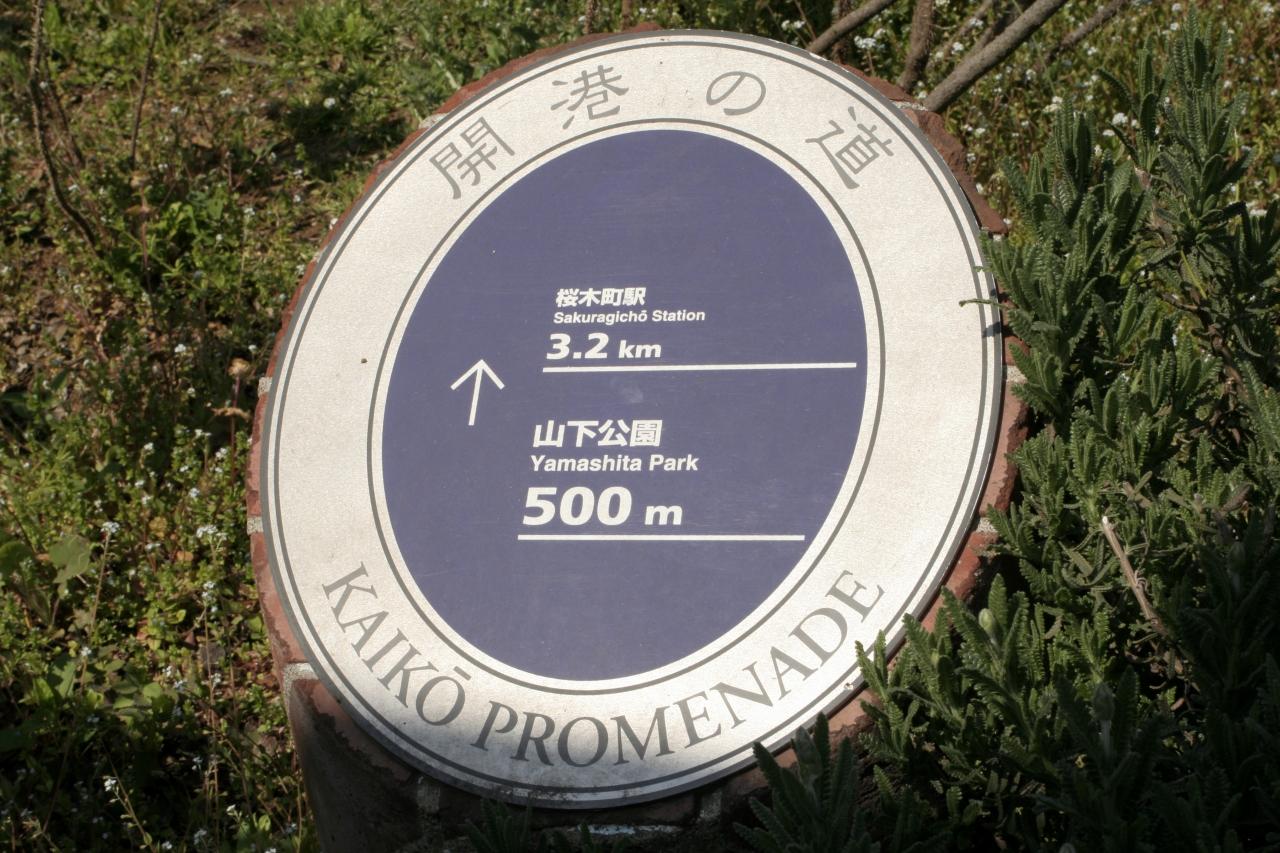 開港の道
桜木町駅
Sakuragichō Station
3.2 km
山下公園
Yamashita Park
500 m
KAIKŌ PROMENADE